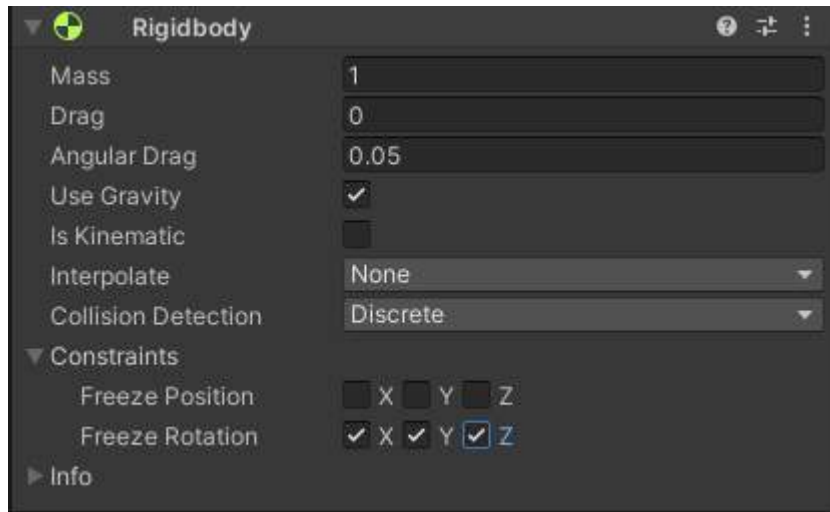 Rigidbody
Mass 1
Drag 0
Angular Drag 0.05
Use Gravity
Is Kinematic
Interpolate None
Collision Detection Discrete
Constraints
Freeze Position X Y Z
Freeze Rotation X Y Z
Info